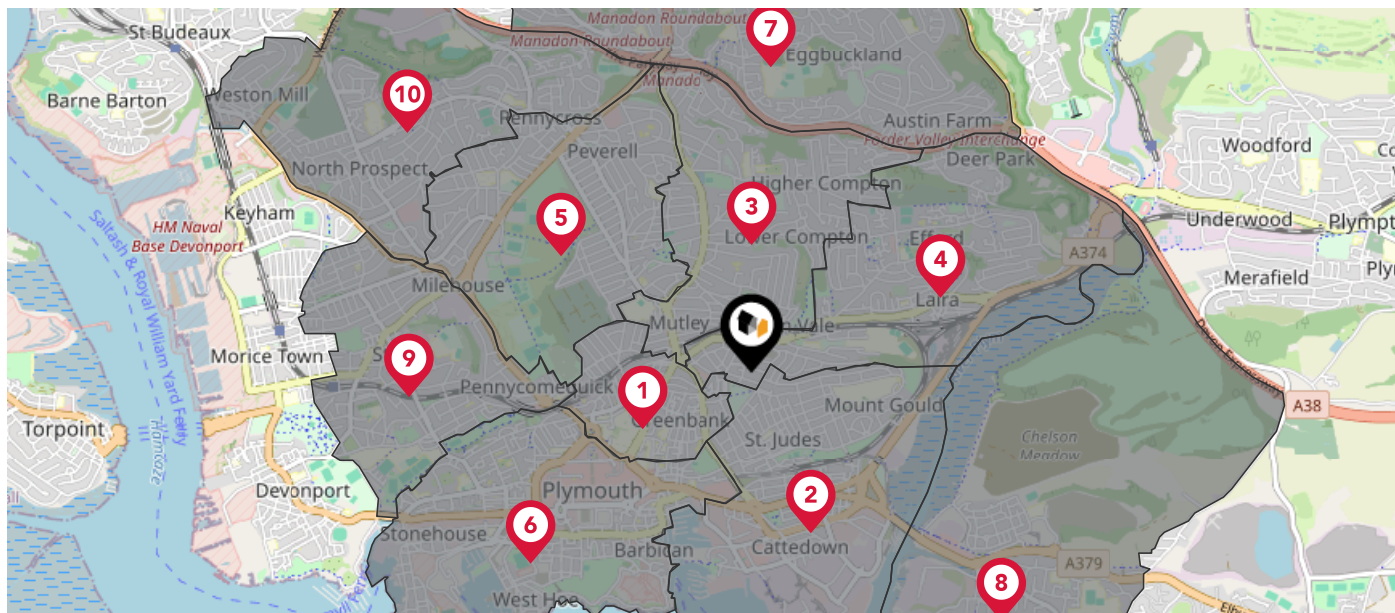 St Budeaux
Manadon Roundabout
7
Manadon Roundabout
Eggbuckland
Manado
Barne Barton
Weston Mill
10
Pennycross
Austin Farm
Forder Valley Interchange
Woodford
Peverell
Deer Park
North Prospect
Higher Compton
Keyham
5
3
HM Naval
Base Devonport
Lower Compton
Efford
A374
Underwood
Plympt
4
Saltash & Royal William Yard Ferry
Milehouse
Laira
Merafield
Mutley
Vale
Devon Expressway
Morice Town
9
Pennycomequick
1
Mount Gould
A38
Torpoint
Hamoaze
Greenbank
St. Judes
Chelson
Meadow
Devonport
Plymouth
2
6
Stonehouse
Barbican
Cattedown
A379
8
West Hoe